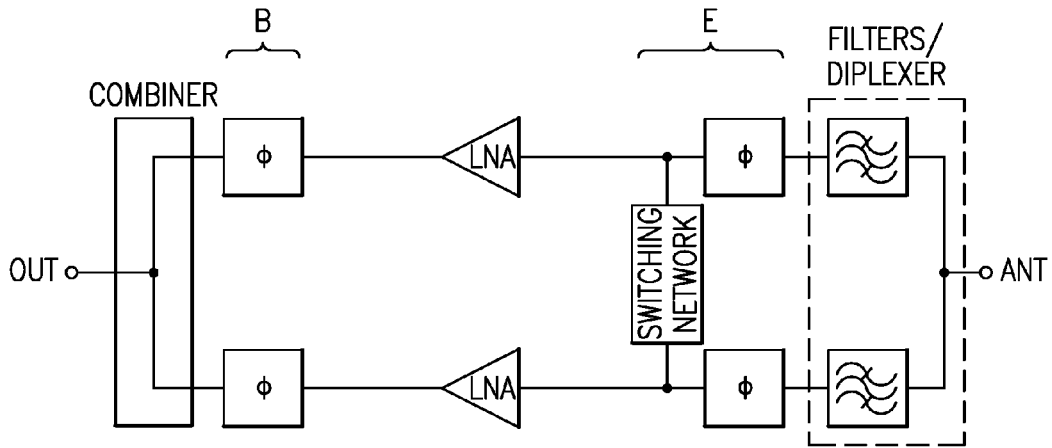 B
E
FILTERS/
DIPLEXER
COMBINER
ϕ
LNA
ϕ
SWITCHING
NETWORK
OUT
ANT
ϕ
LNA
ϕ